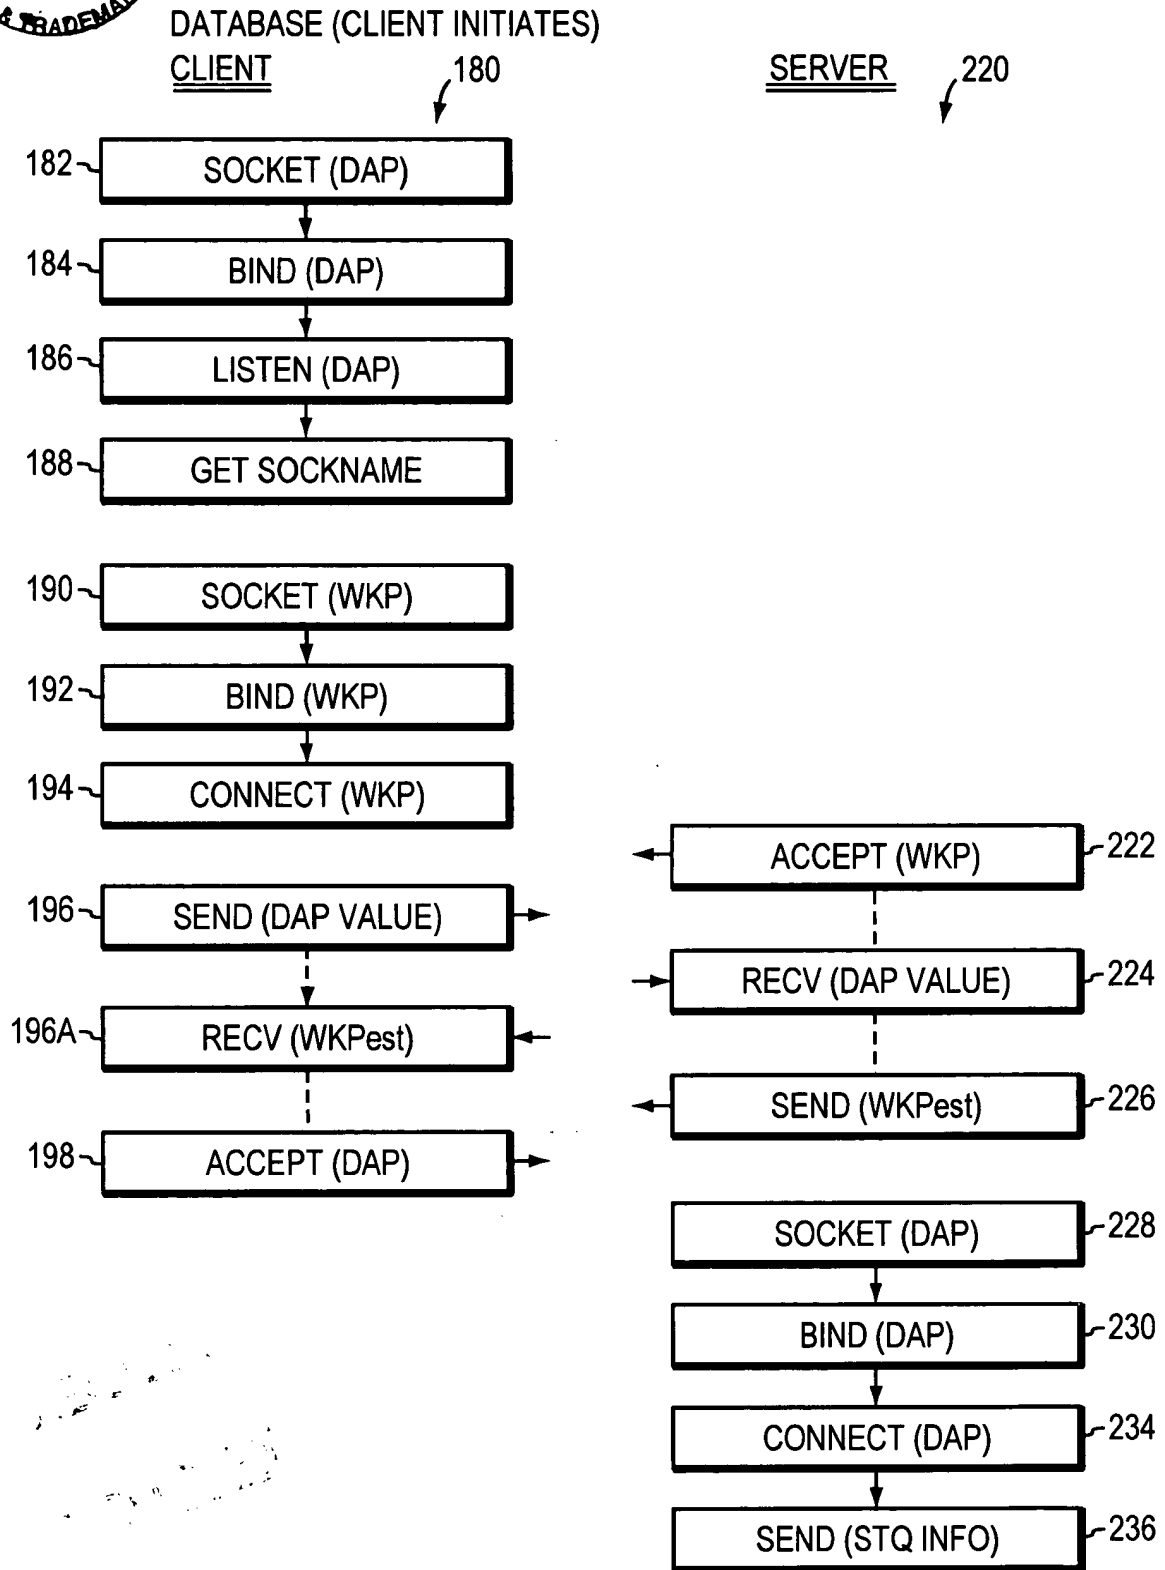 & TRADEMA
DATABASE (CLIENT INITIATES)
CLIENT 180 SERVER 220
182 SOCKET (DAP)
184 BIND (DAP)
186 LISTEN (DAP)
188 GET SOCKNAME
190 SOCKET (WKP)
192 BIND (WKP)
194 CONNECT (WKP)
ACCEPT (WKP) 222
196 SEND (DAP VALUE)
RECV (DAP VALUE) 224
196A RECV (WKPest)
SEND (WKPest) 226
198 ACCEPT (DAP)
SOCKET (DAP) 228
BIND (DAP) 230
CONNECT (DAP) 234
SEND (STQ INFO) 236